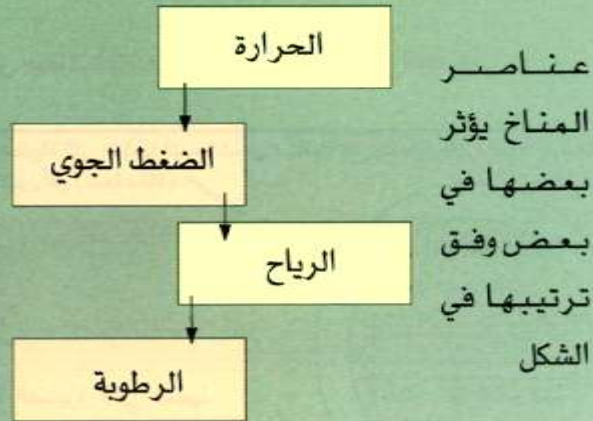 عناصر
المناخ يؤثر
بعضها في
بعض وفق
ترتيبها في
الشكل
الحرارة
الضغط الجوي
الرياح
الرطوبة